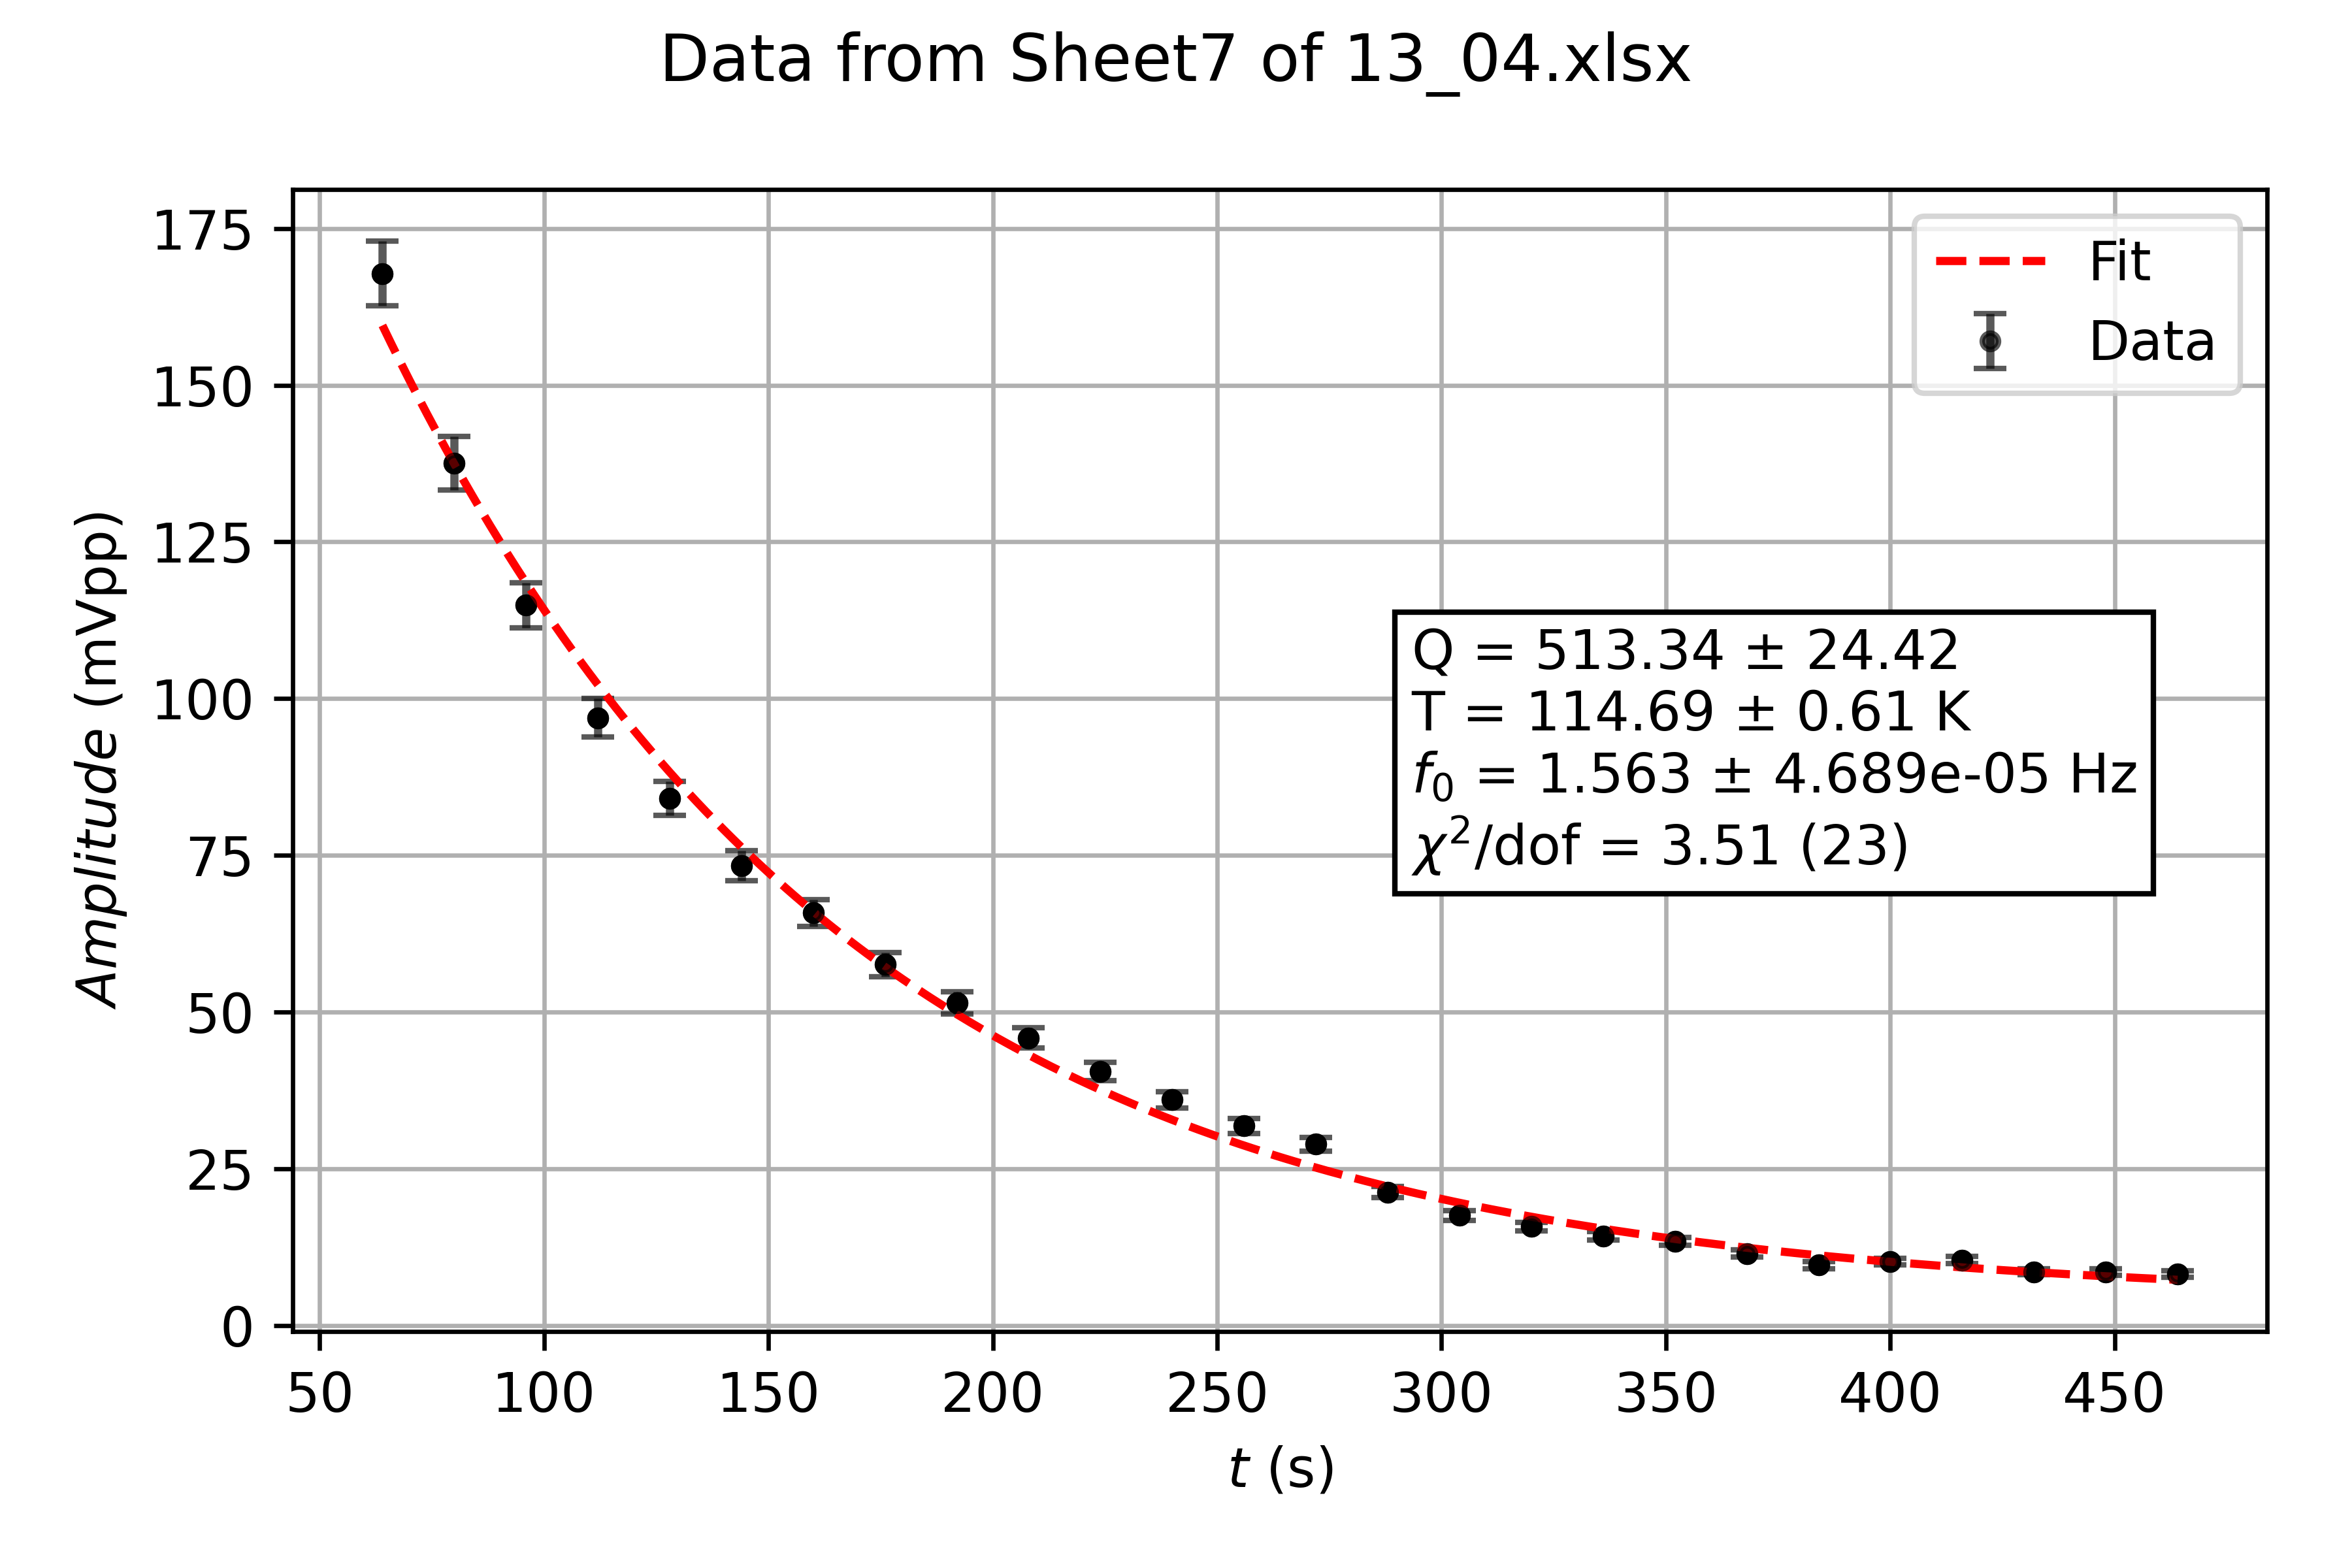 Data from Sheet7 of 13_04.xlsx
175
150
125
100
75
50
25
0
Amplitude (mVpp)
Fit
Data
Q = 513.34 ± 24.42
T = 114.69 ± 0.61 K
f₀ = 1.563 ± 4.689e-05 Hz
χ²/dof = 3.51 (23)
50 100 150 200 250 300 350 400 450
t (s)